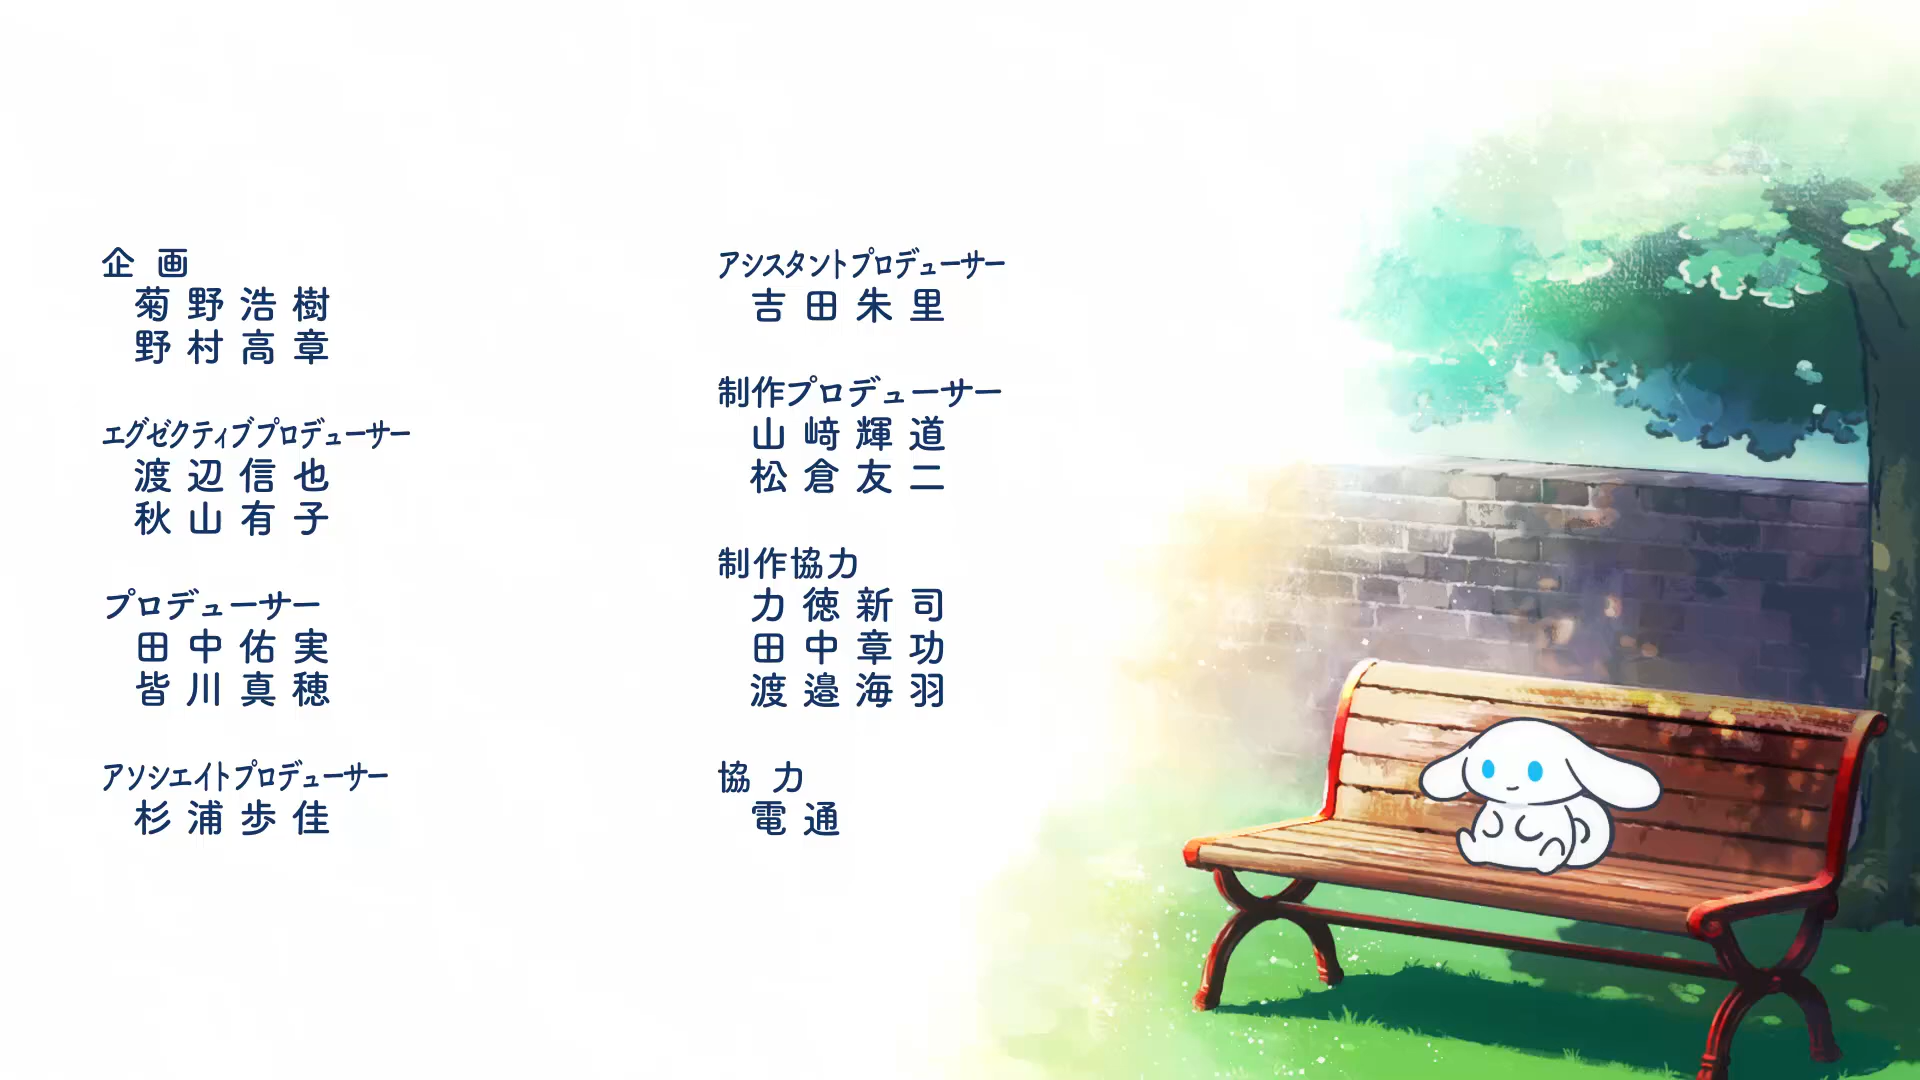 企画
菊野浩樹
野村高章
エグゼクティブプロデューサー
渡辺信也
秋山有子
プロデューサー
田中佑実
皆川真穂
アソシエイトプロデューサー
杉浦歩佳
アシスタントプロデューサー
吉田朱里
制作プロデューサー
山﨑輝道
松倉友二
制作協力
力徳新司
田中章功
渡邉海羽
協力
電通